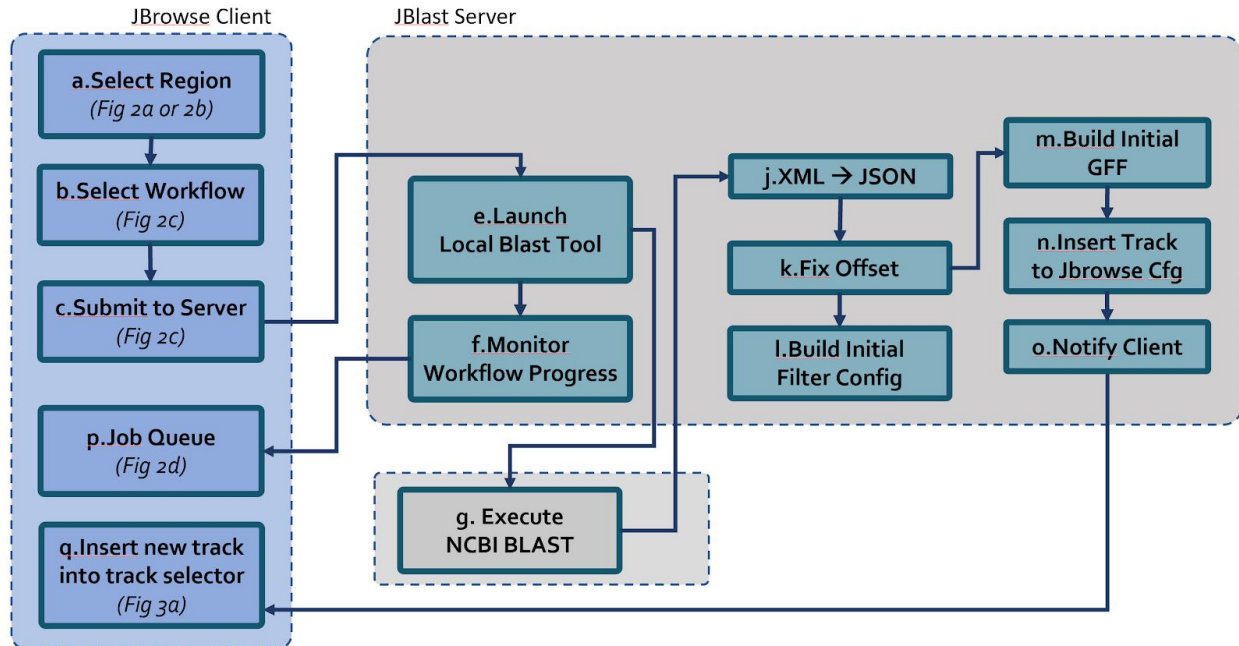 JBrowse Client
a.Select Region
(Fig 2a or 2b)
b.Select Workflow
(Fig 2c)
c.Submit to Server
(Fig 2c)
p.Job Queue
(Fig 2d)
q.Insert new track
into track selector
(Fig 3a)
JBlast Server
e.Launch
Local Blast Tool
f.Monitor
Workflow Progress
g. Execute
NCBI BLAST
j.XML → JSON
k.Fix Offset
l.Build Initial
Filter Config
m.Build Initial
GFF
n.Insert Track
to Jbrowse Cfg
o.Notify Client